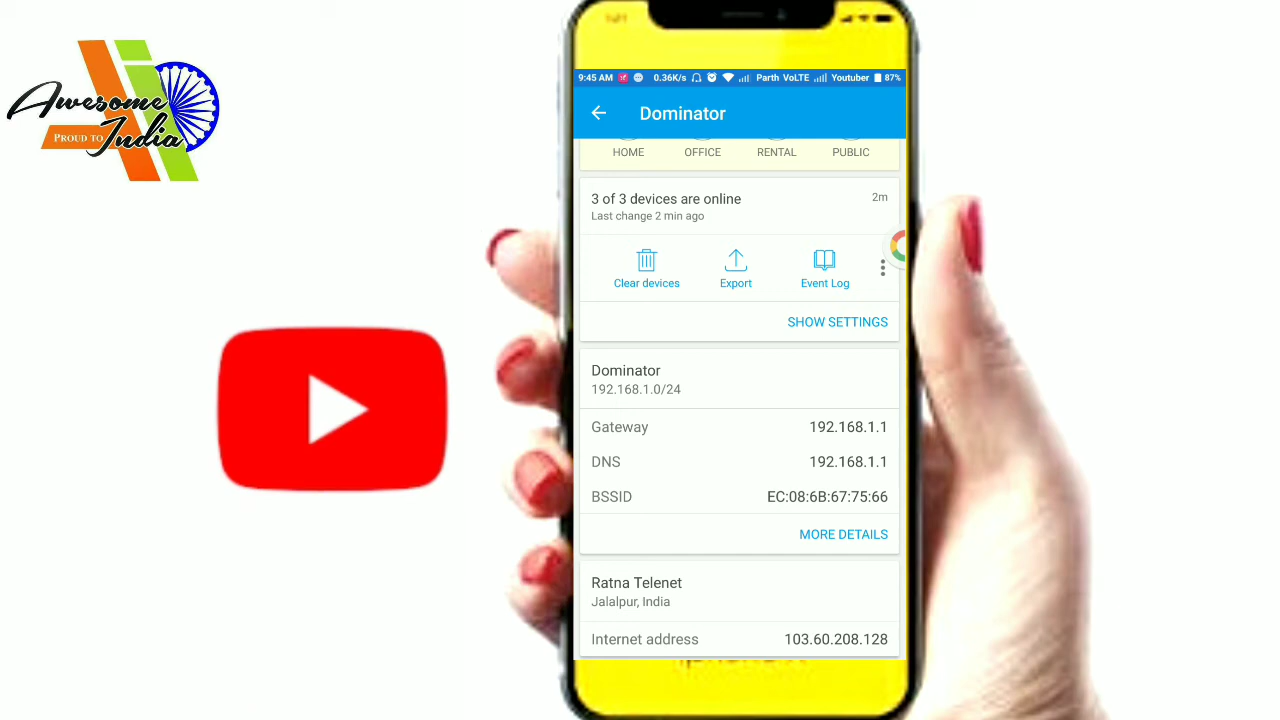 Awesome
PROUD TO India
9:45 AM 0.36K/s Parth VoLTE Youtuber 87%
Dominator
HOME OFFICE RENTAL PUBLIC
3 of 3 devices are online 2m
Last change 2 min ago
Clear devices Export Event Log
SHOW SETTINGS
Dominator
192.168.1.0/24
Gateway 192.168.1.1
DNS 192.168.1.1
BSSID EC:08:6B:67:75:66
MORE DETAILS
Ratna Telenet
Jalalpur, India
Internet address 103.60.208.128